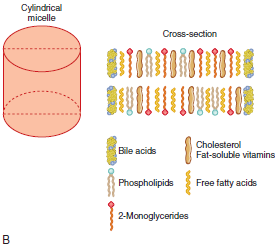 Cylindrical
micelle
Cross-section
Bile acids
Cholesterol
Fat-soluble vitamins
Phospholipids
Free fatty acids
2-Monoglycerides
B